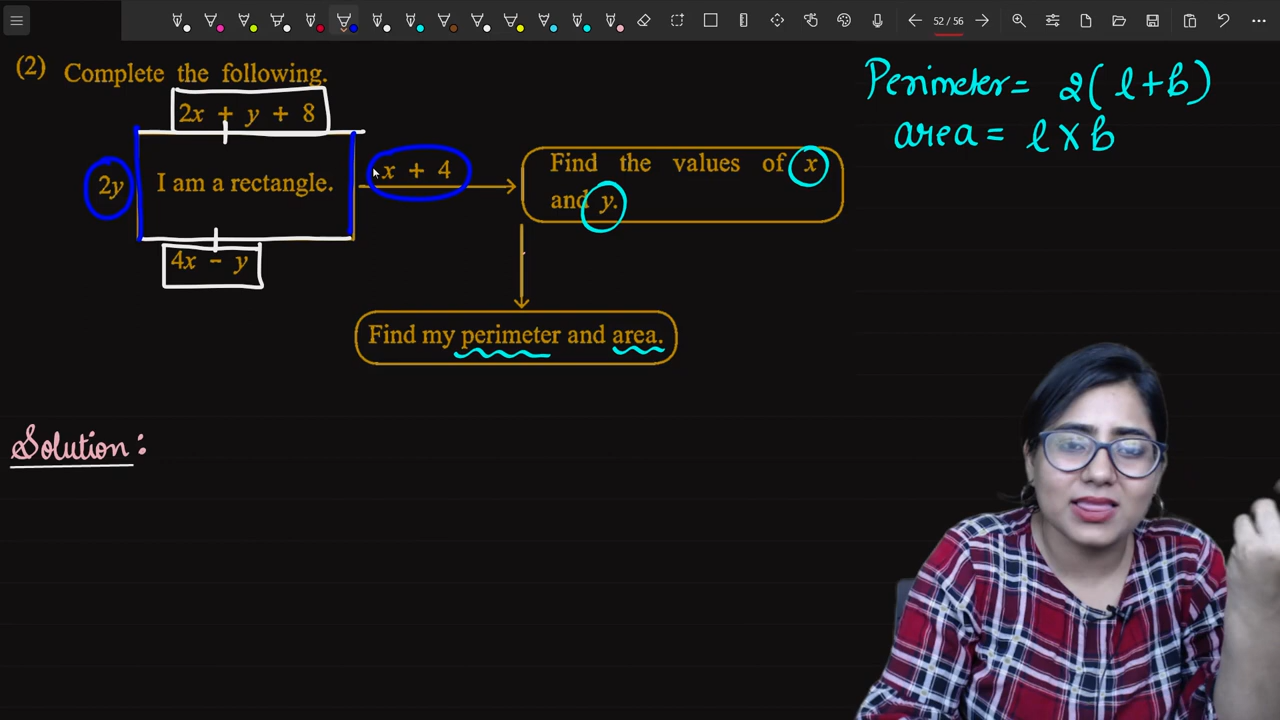 52 / 56
(2) Complete the following.
2x + y + 8
2y
I am a rectangle.
x + 4
4x - y
Find the values of x
and y.
Find my perimeter and area.
Perimeter = 2( l + b )
area = l x b
Solution :